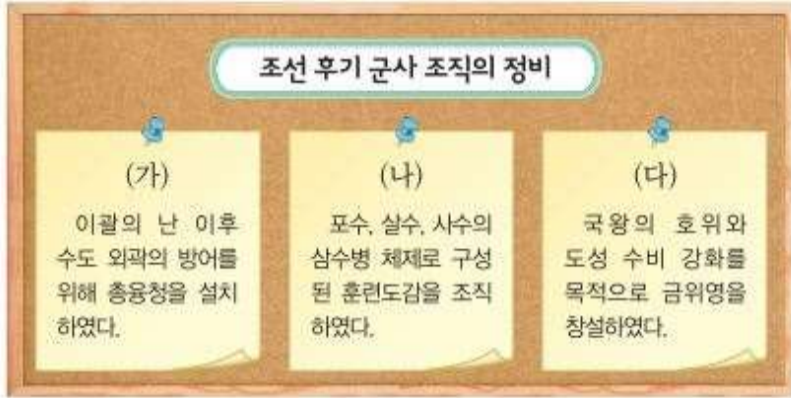 조선 후기 군사 조직의 정비
(가)
이괄의 난 이후
수도 외곽의 방어를
위해 총융청을 설치
하였다.
(나)
포수, 살수, 사수의
삼수병 체제로 구성
된 훈련도감을 조직
하였다.
(다)
국왕의 호위와
도성 수비 강화를
목적으로 금위영을
창설하였다.